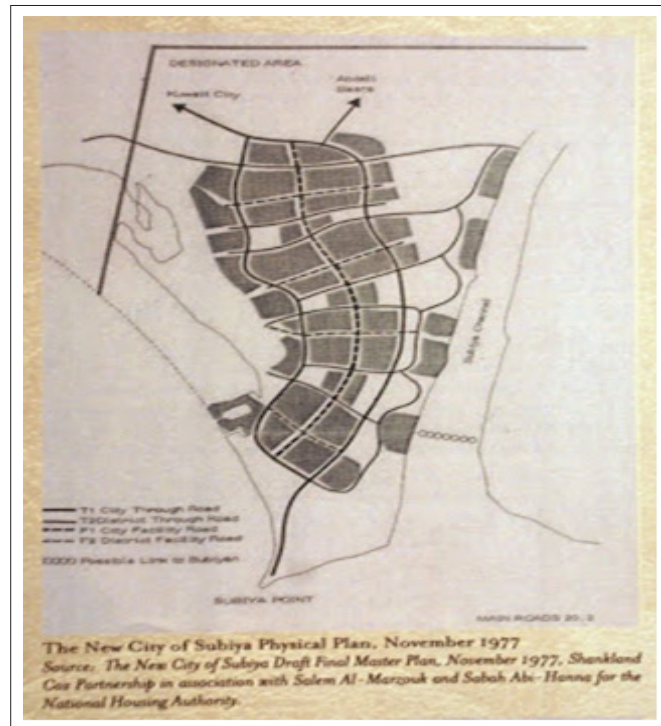 DESIGNATED AREA
Kuwait City
Abdali
Basra
Subiya Channel
T1 City Through Road
T2 District Through Road
F1 City Facility Road
F2 District Facility Road
Possible Link to Bubiyan
SUBIYA POINT
MAIN ROADS 20.2
The New City of Subiya Physical Plan, November 1977
Source: The New City of Subiya Draft Final Master Plan, November 1977, Shankland
Cox Partnership in association with Salem Al-Marzouk and Sabah Abi-Hanna for the
National Housing Authority.